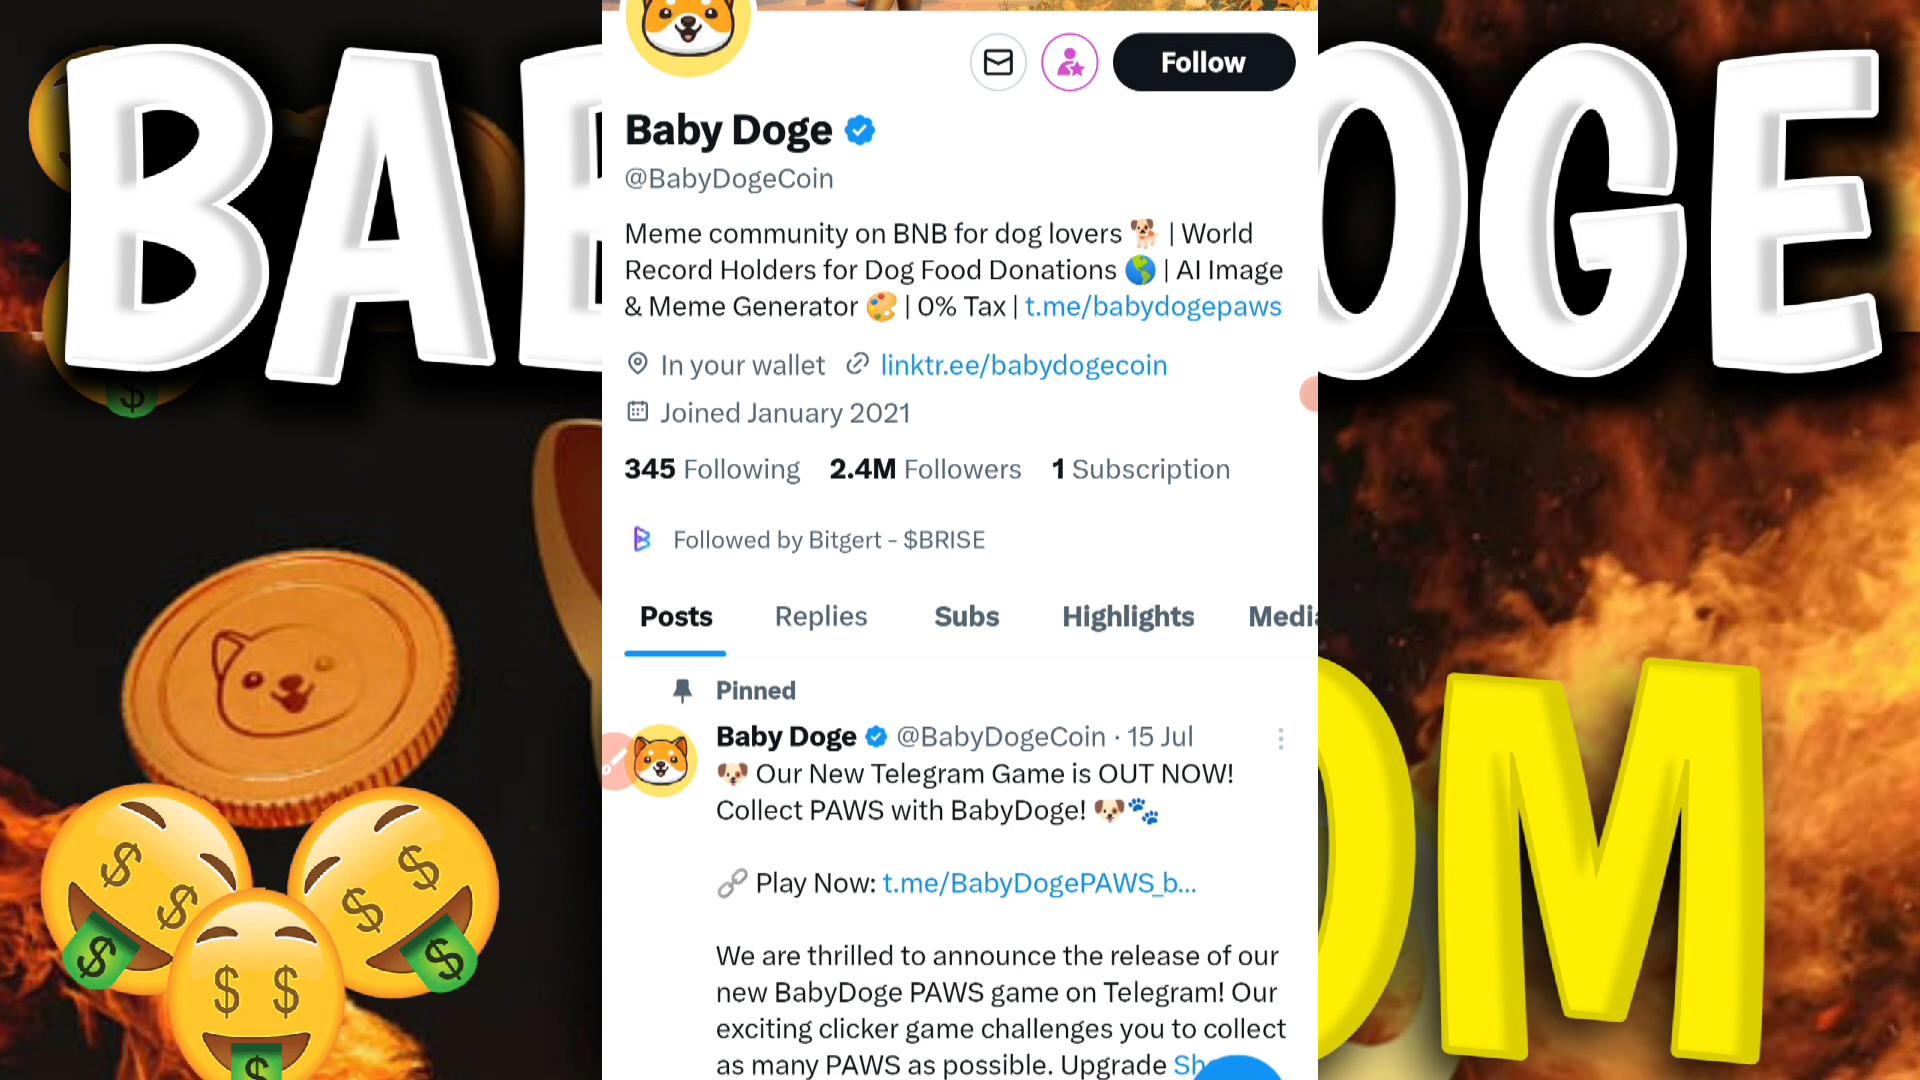 BA
OGE
OM
Follow
Baby Doge
@BabyDogeCoin
Meme community on BNB for dog lovers 🐕 | World
Record Holders for Dog Food Donations 🌎 | AI Image
& Meme Generator 🎨 | 0% Tax | t.me/babydogepaws
In your wallet linktr.ee/babydogecoin
Joined January 2021
345 Following 2.4M Followers 1 Subscription
Followed by Bitgert - $BRISE
Posts Replies Subs Highlights Media
Pinned
Baby Doge @BabyDogeCoin · 15 Jul
🐶 Our New Telegram Game is OUT NOW!
Collect PAWS with BabyDoge! 🐶🐾
🔗 Play Now: t.me/BabyDogePAWS_b...
We are thrilled to announce the release of our
new BabyDoge PAWS game on Telegram! Our
exciting clicker game challenges you to collect
as many PAWS as possible. Upgrade